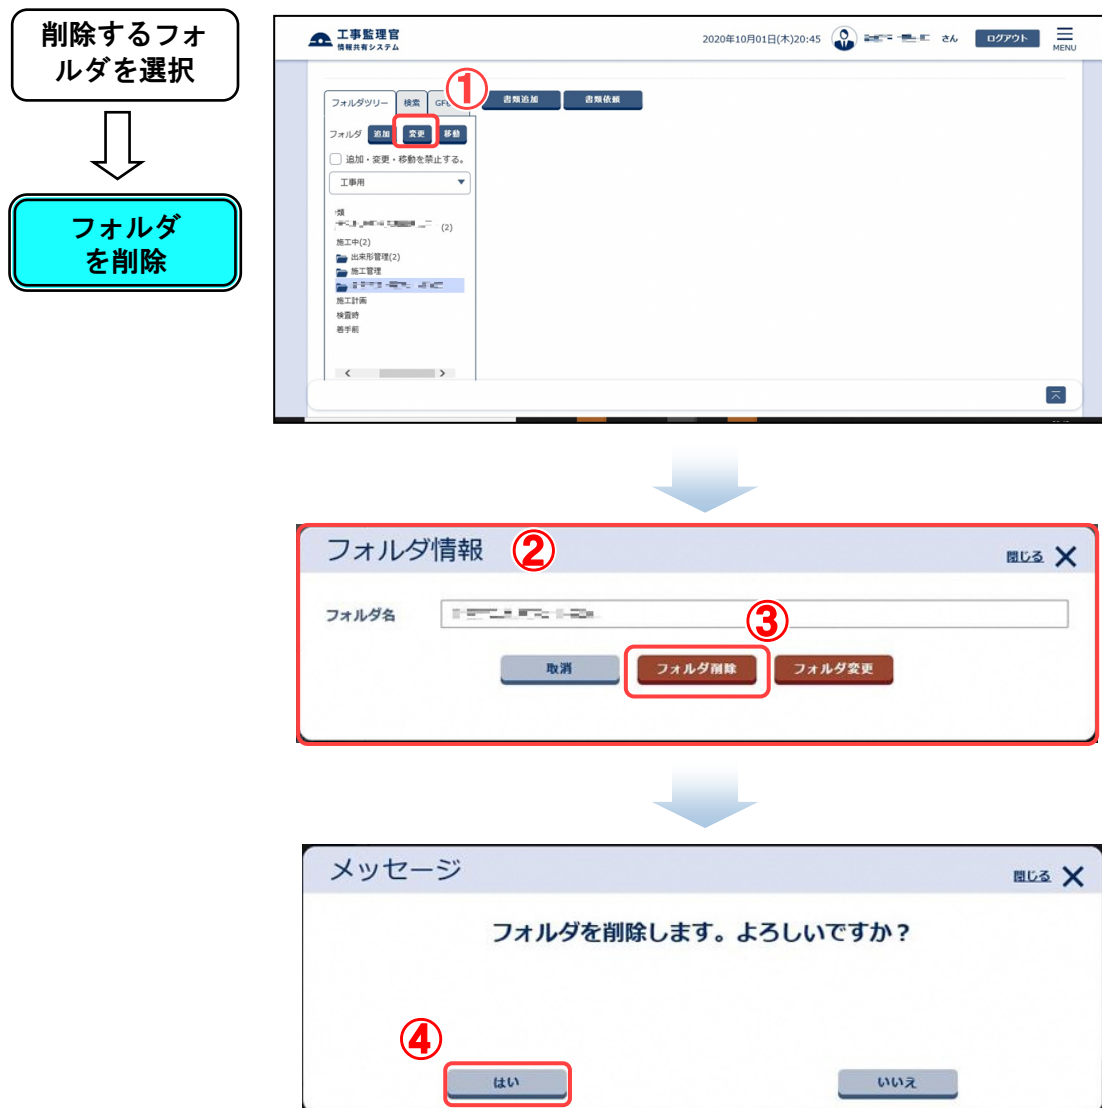 削除するフォ
ルダを選択
フォルダ
を削除
工事監理官
情報共有システム
2020年10月01日(木)20:45
さん
ログアウト
MENU
①
フォルダツリー
検索
書類追加
書類依頼
フォルダ
追加
変更
移動
追加・変更・移動を禁止する。
工事用
類
(2)
施工中(2)
出来形管理(2)
施工管理
施工計画
検査時
着手前
フォルダ情報
②
閉じる
フォルダ名
③
取消
フォルダ削除
フォルダ変更
メッセージ
閉じる
フォルダを削除します。よろしいですか？
④
はい
いいえ